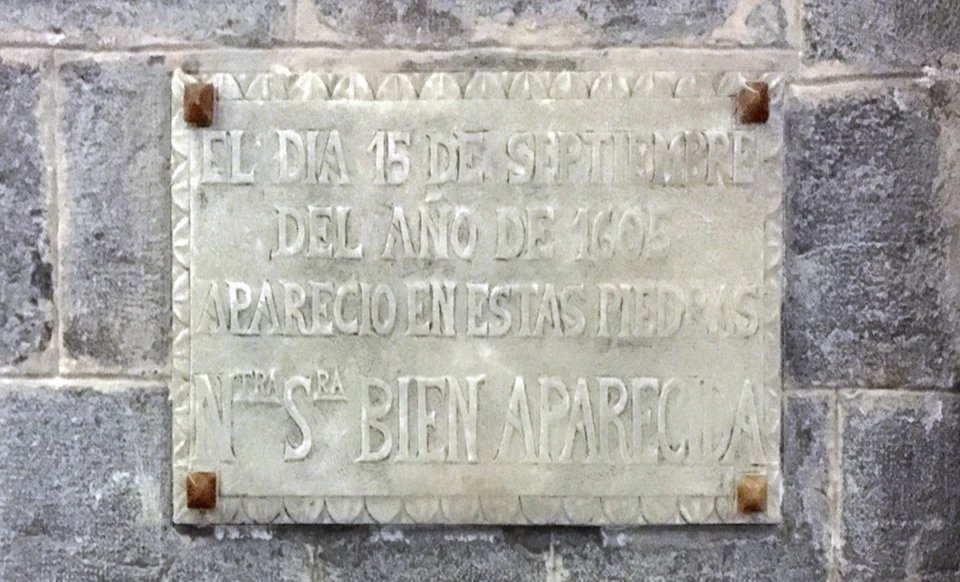 EL DIA 15 DE SEPTIEMBRE
DEL AÑO DE 1605
APARECIO EN ESTAS PIEDRAS
NTRA SRA BIEN APARECIDA